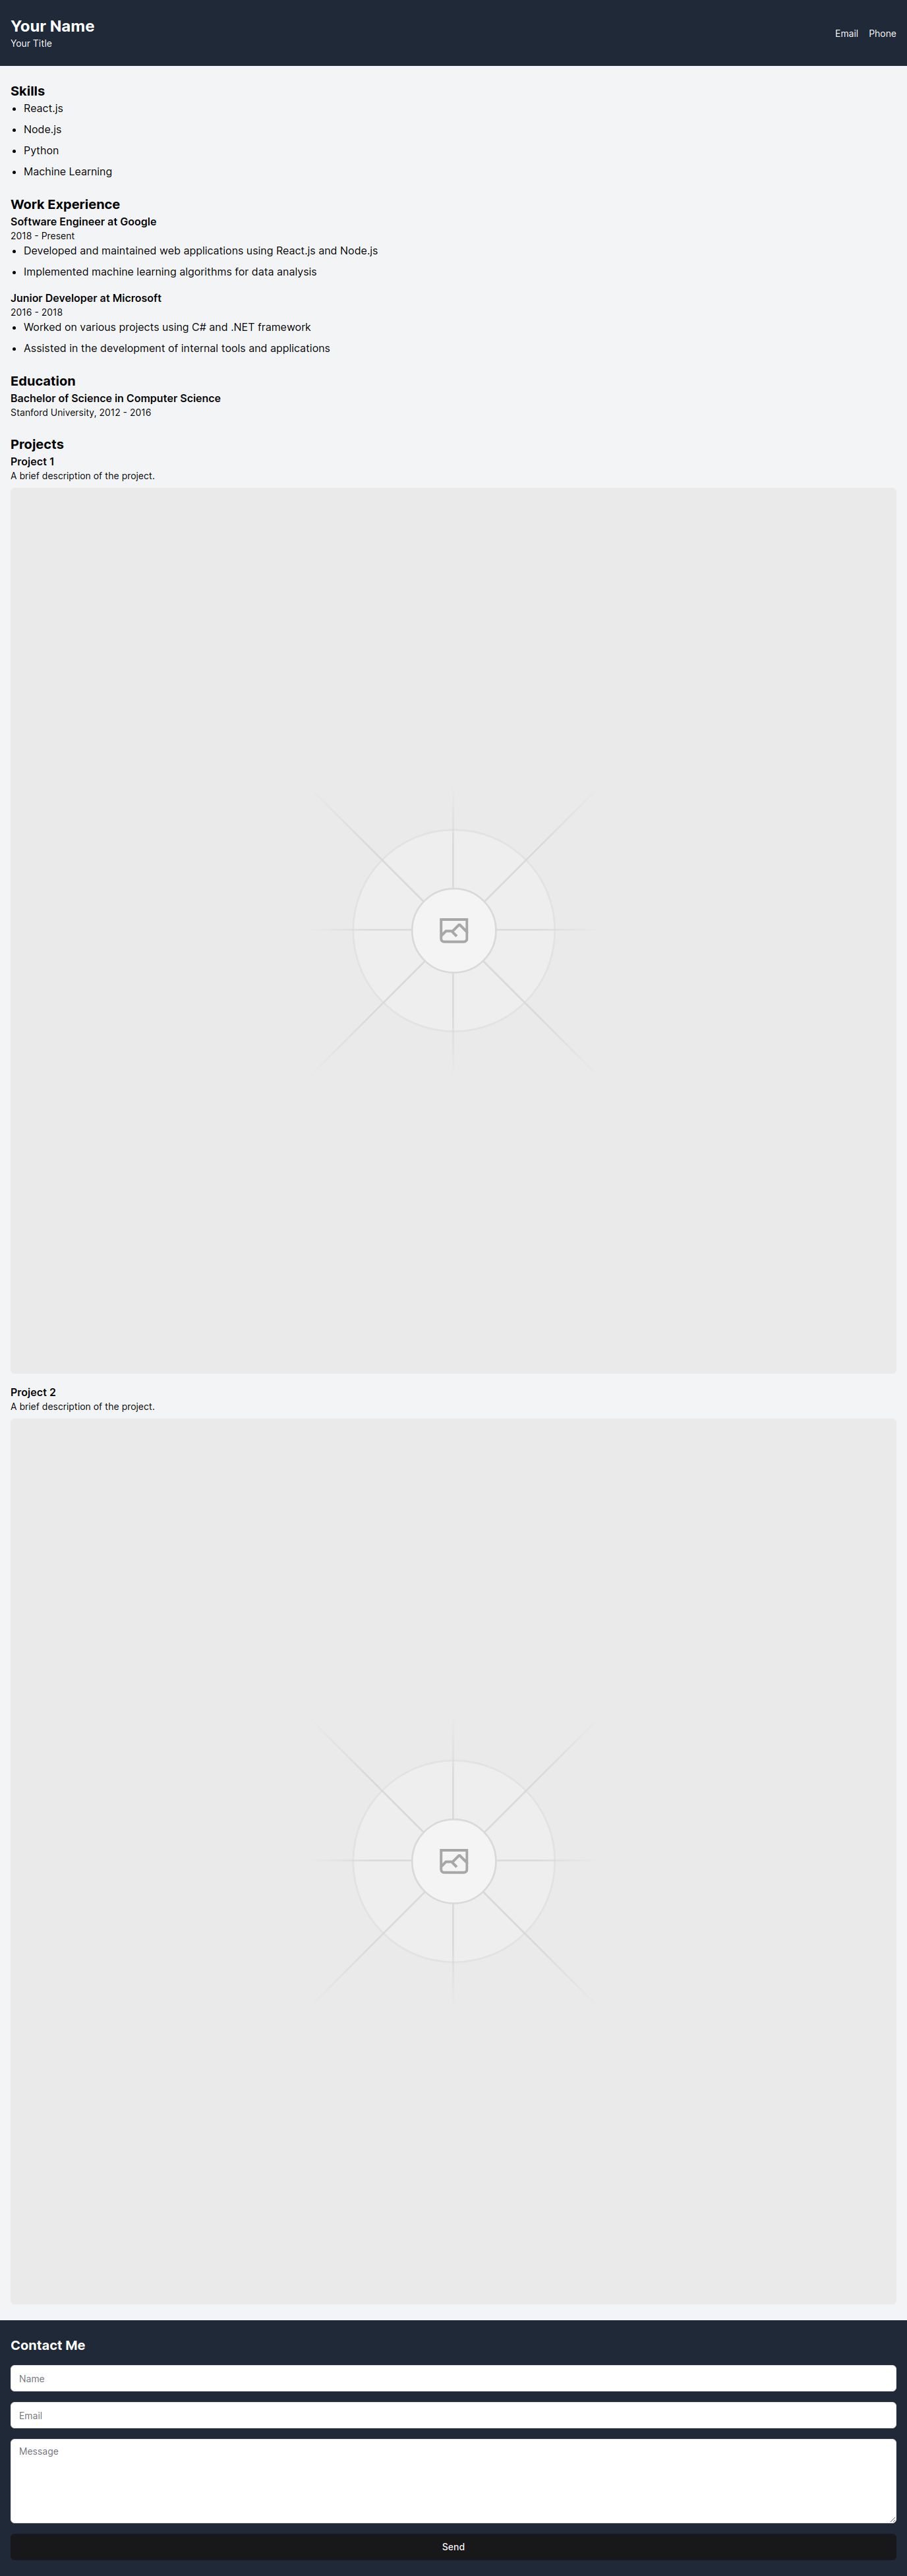 Your Name
Your Title
Email Phone
Skills
React.js
Node.js
Python
Machine Learning
Work Experience
Software Engineer at Google
2018 - Present
Developed and maintained web applications using React.js and Node.js
Implemented machine learning algorithms for data analysis
Junior Developer at Microsoft
2016 - 2018
Worked on various projects using C# and .NET framework
Assisted in the development of internal tools and applications
Education
Bachelor of Science in Computer Science
Stanford University, 2012 - 2016
Projects
Project 1
A brief description of the project.
Project 2
A brief description of the project.
Contact Me
Name
Email
Message
Send